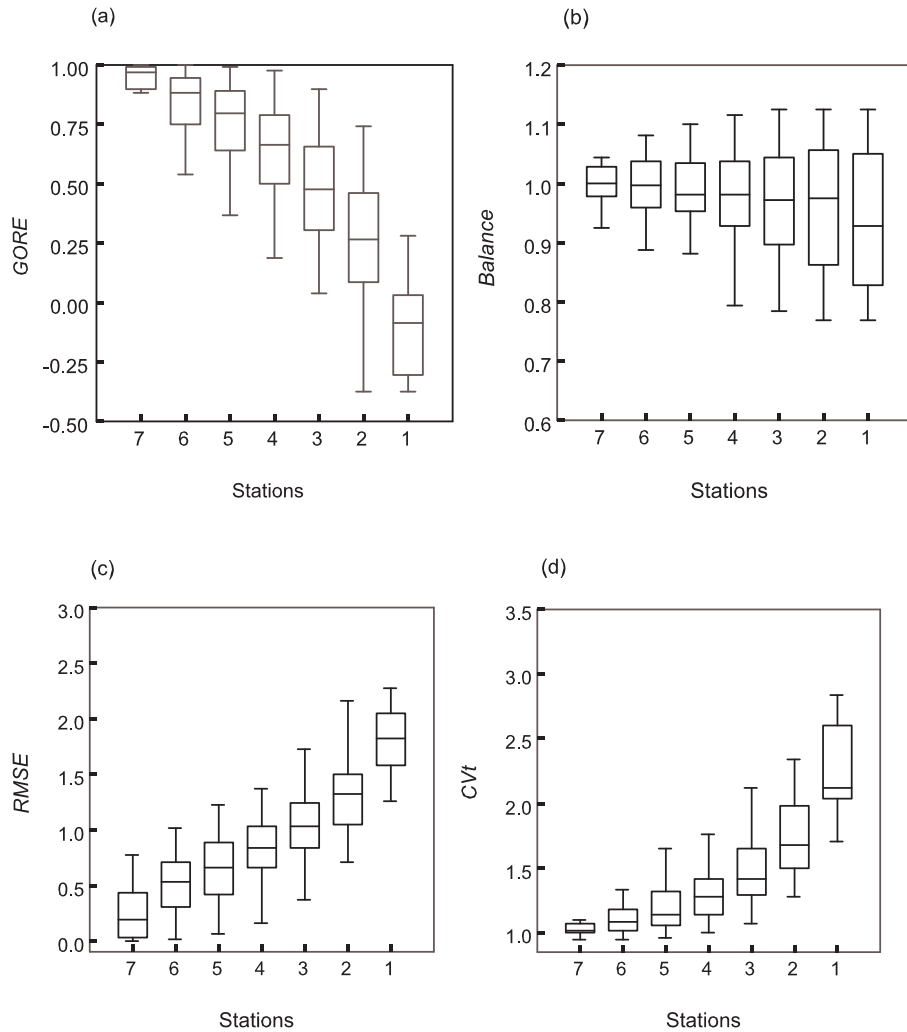 (a)
GORE
1.00
0.75
0.50
0.25
0.00
-0.25
-0.50
7 6 5 4 3 2 1
Stations
(b)
Balance
1.2
1.1
1.0
0.9
0.8
0.7
0.6
7 6 5 4 3 2 1
Stations
(c)
RMSE
3.0
2.5
2.0
1.5
1.0
0.5
0.0
7 6 5 4 3 2 1
Stations
(d)
CVt
3.5
3.0
2.5
2.0
1.5
1.0
7 6 5 4 3 2 1
Stations